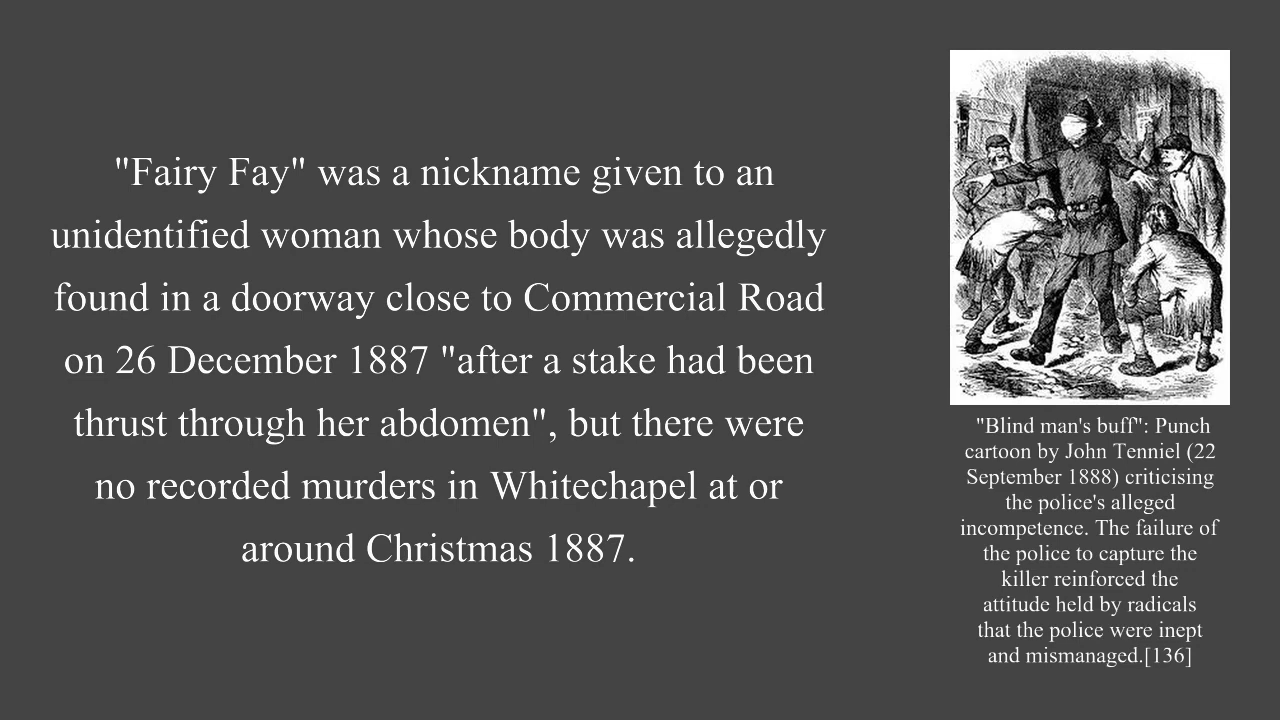 "Fairy Fay" was a nickname given to an
unidentified woman whose body was allegedly
found in a doorway close to Commercial Road
on 26 December 1887 "after a stake had been
thrust through her abdomen", but there were
no recorded murders in Whitechapel at or
around Christmas 1887.
"Blind man's buff": Punch
cartoon by John Tenniel (22
September 1888) criticising
the police's alleged
incompetence. The failure of
the police to capture the
killer reinforced the
attitude held by radicals
that the police were inept
and mismanaged.[136]